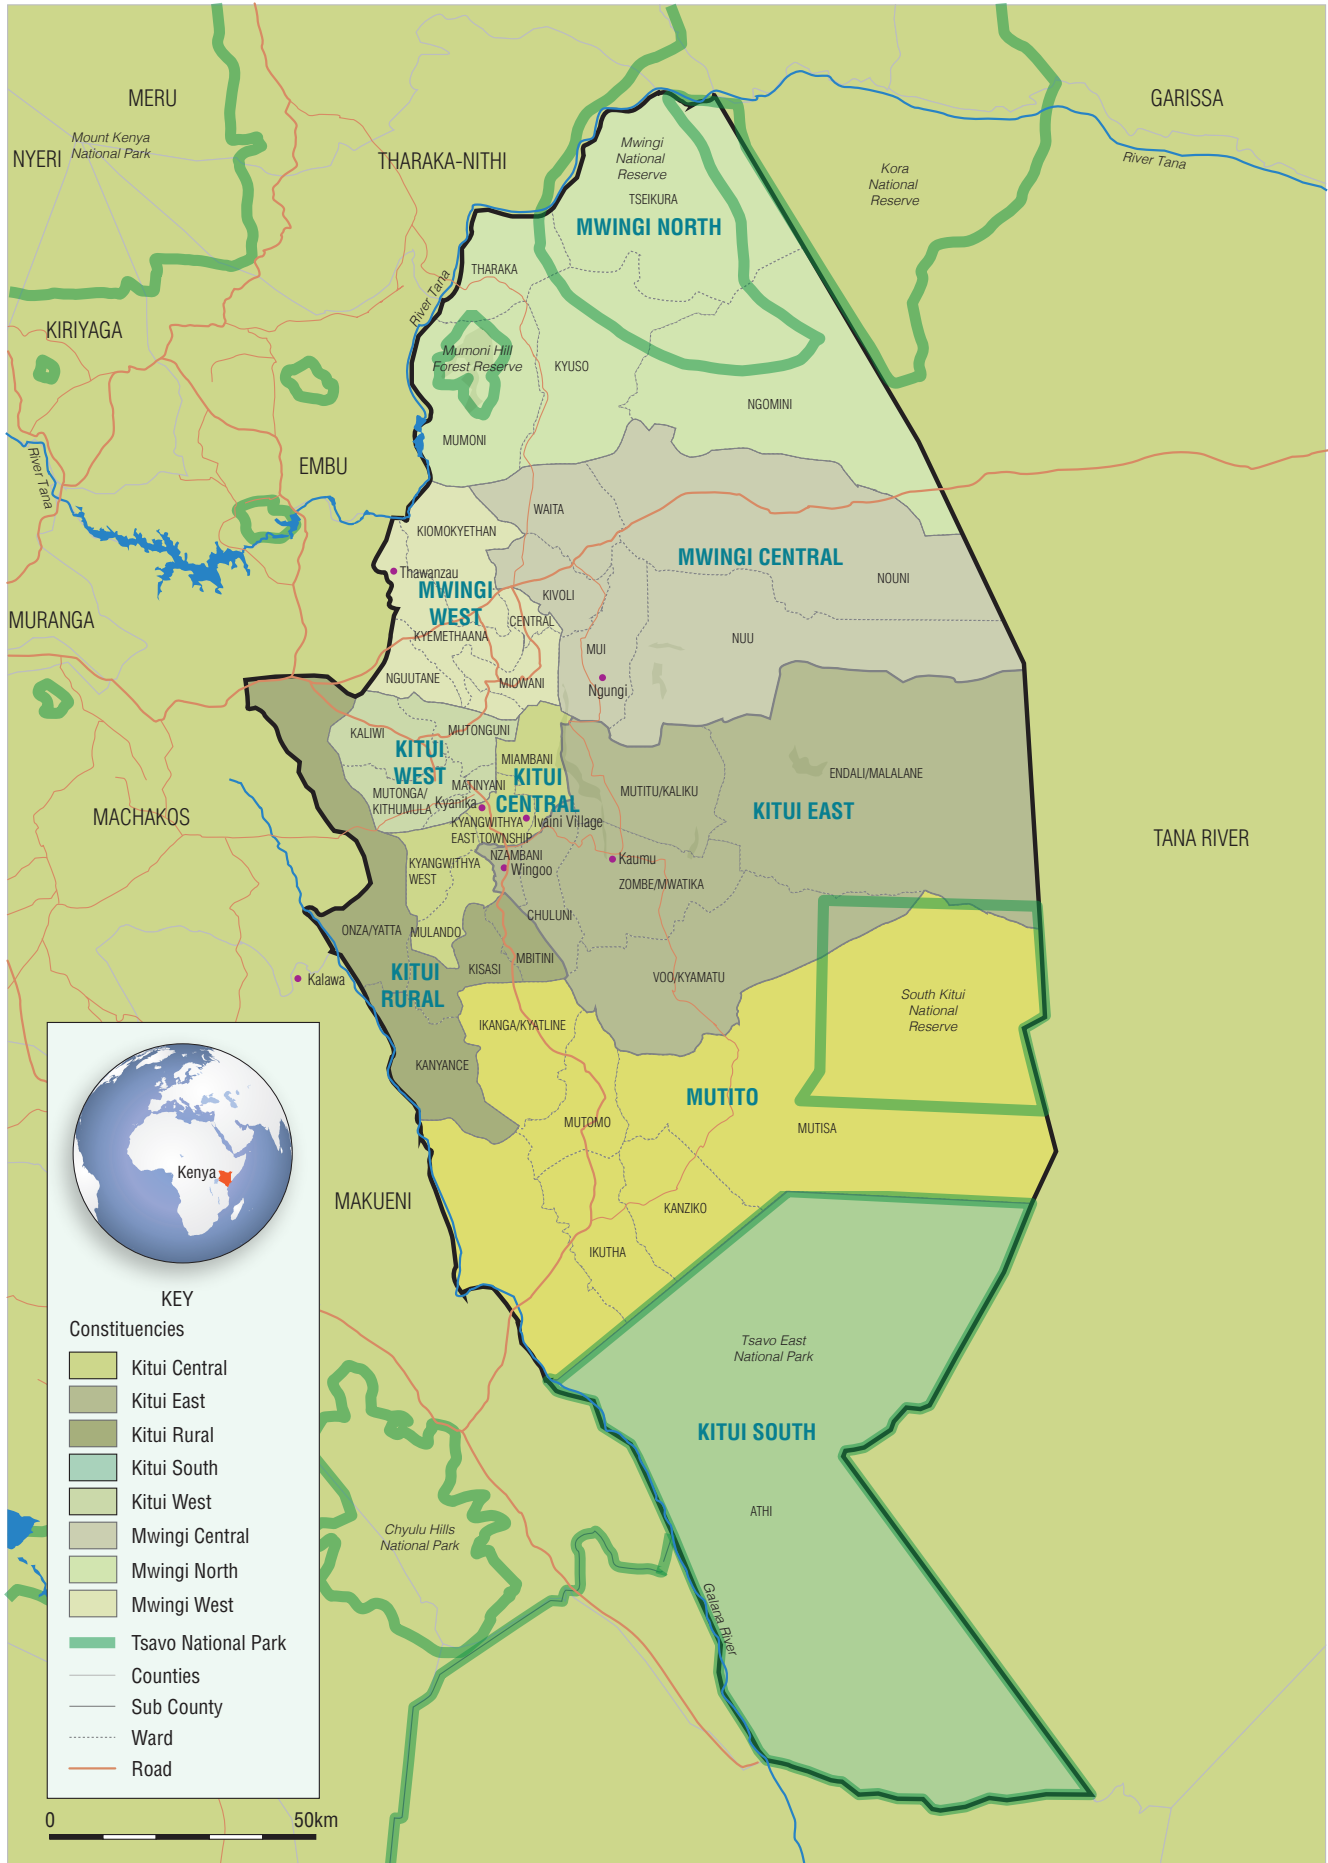 MERU
GARISSA
Mount Kenya
National Park
NYERI
THARAKA-NITHI
Mwingi
National
Reserve
River Tana
Kora
National
Reserve
TSEIKURA
MWINGI NORTH
THARAKA
River Tana
KIRIYAGA
Mumoni Hill
Forest Reserve
KYUSO
NGOMINI
MUMONI
EMBU
River Tana
WAITA
KIOMOKYETHAN
MWINGI CENTRAL
Thawanzau
NOUNI
MWINGI
WEST
KIVOLI
MURANGA
CENTRAL
KYEMETHAANA
NUU
MUI
NGUUTANE
MIOWANI
Ngungi
KALIWI
MUTONGUNI
KITUI
WEST
MIAMBANI
ENDALI/MALALANE
KITUI
CENTRAL
MATINYANI
MUTONGA/
KITHUMULA
Kyanika
MUTITU/KALIKU
KITUI EAST
MACHAKOS
KYANGWITHYA
EAST TOWNSHIP
Ivaini Village
TANA RIVER
NZAMBANI
Wingoo
Kaumu
KYANGWITHYA
WEST
ZOMBE/MWATIKA
CHULUNI
ONZA/YATTA
MULANDO
MBITINI
KISASI
KITUI
RURAL
VOO/KYAMATU
Kalawa
South Kitui
National
Reserve
IKANGA/KYATLINE
KANYANCE
MUTITO
MUTOMO
MUTISA
Kenya
MAKUENI
KANZIKO
IKUTHA
KEY
Constituencies
Kitui Central
Kitui East
Kitui Rural
Kitui South
Kitui West
Mwingi Central
Mwingi North
Mwingi West
Tsavo National Park
Counties
Sub County
Ward
Road
0
50km
Tsavo East
National Park
KITUI SOUTH
ATHI
Chyulu Hills
National Park
Galana River